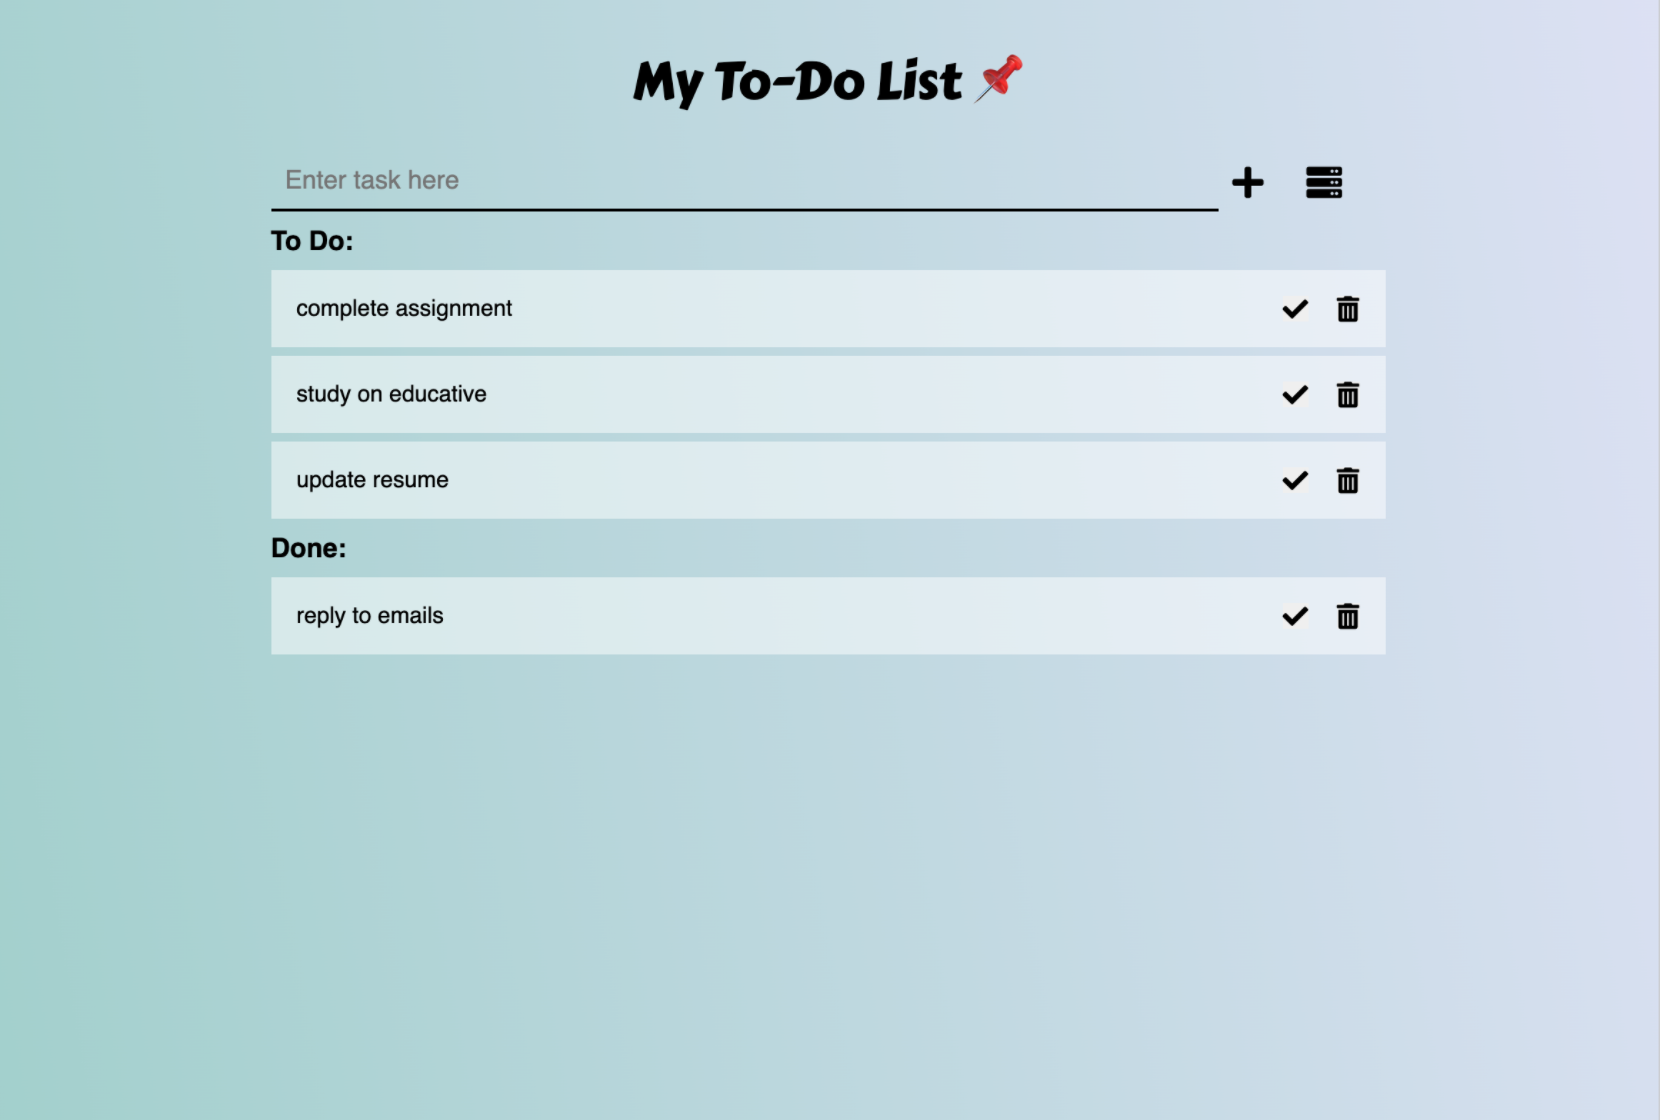 My To-Do List 📌
Enter task here
To Do:
complete assignment
study on educative
update resume
Done:
reply to emails